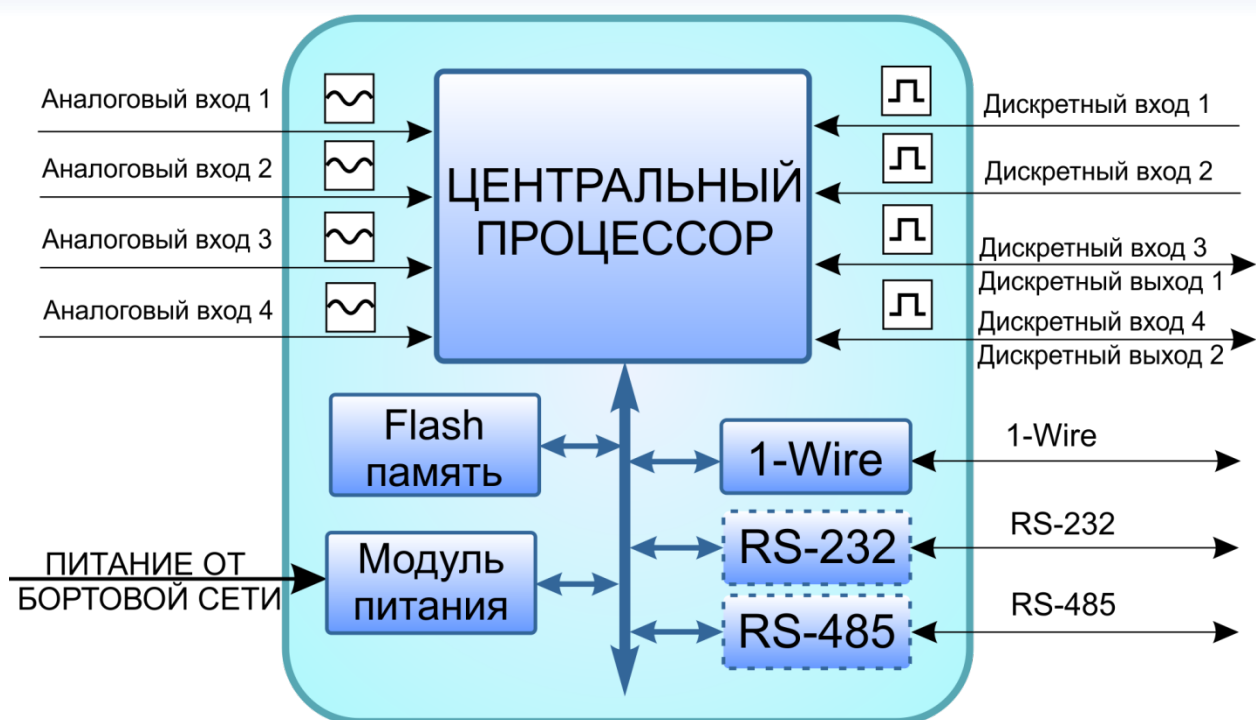 Аналоговый вход 1
Аналоговый вход 2
Аналоговый вход 3
Аналоговый вход 4
ЦЕНТРАЛЬНЫЙ
ПРОЦЕССОР
Дискретный вход 1
Дискретный вход 2
Дискретный вход 3
Дискретный выход 1
Дискретный вход 4
Дискретный выход 2
Flash
память
1-Wire
1-Wire
RS-232
RS-232
ПИТАНИЕ ОТ
БОРТОВОЙ СЕТИ
Модуль
питания
RS-485
RS-485